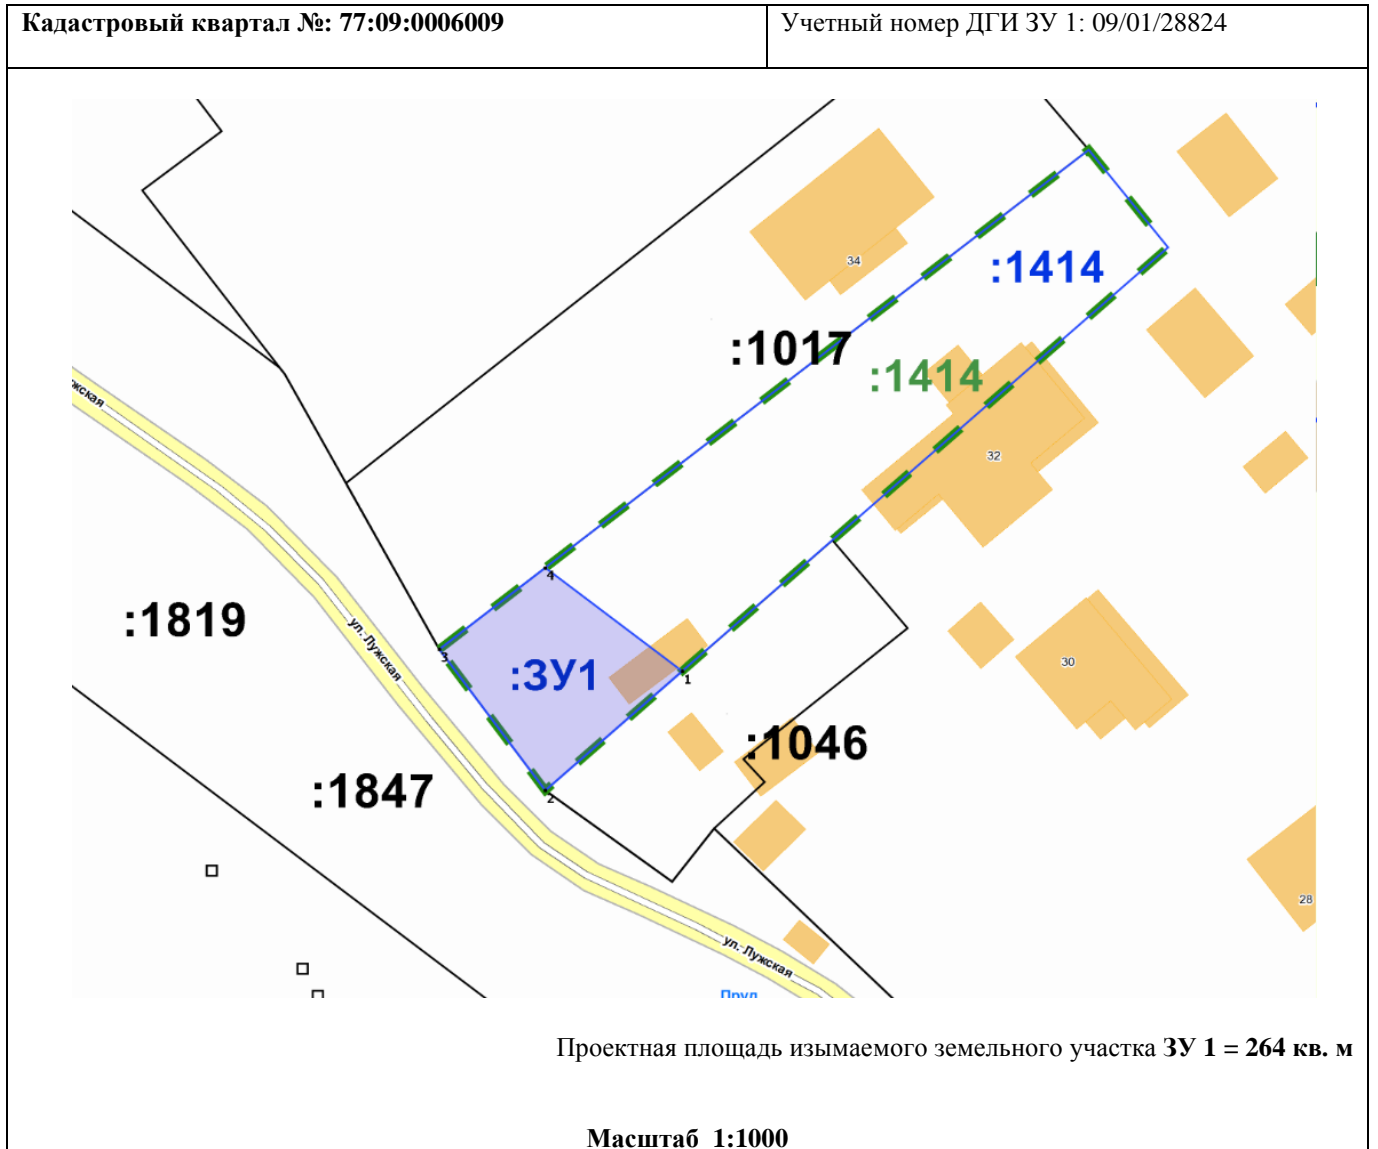 Кадастровый квартал №: 77:09:0006009
Учетный номер ДГИ ЗУ 1: 09/01/28824
34
:1414
:1017
:1414
жская
32
4
:1819
ул. Лужская
3
:ЗУ1
1
30
:1046
:1847
2
28
ул. Лужская
Пруд
Проектная площадь изымаемого земельного участка ЗУ 1 = 264 кв. м
Масштаб 1:1000